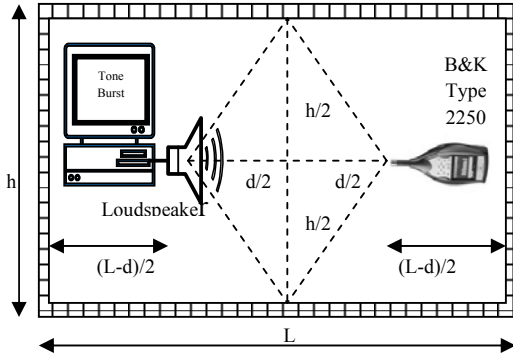 Tone
Burst
B&K
Type
2250
h/2
h
d/2 d/2
Loudspeaker
h/2
(L-d)/2 (L-d)/2
L